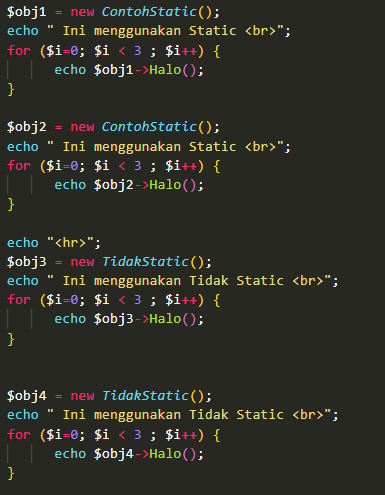 $obj1 = new ContohStatic();
echo " Ini menggunakan Static <br>";
for ($i=0; $i < 3 ; $i++) {
echo $obj1->Halo();
}
$obj2 = new ContohStatic();
echo " Ini menggunakan Static <br>";
for ($i=0; $i < 3 ; $i++) {
echo $obj2->Halo();
}
echo "<hr>";
$obj3 = new TidakStatic();
echo " Ini menggunakan Tidak Static <br>";
for ($i=0; $i < 3 ; $i++) {
echo $obj3->Halo();
}
$obj4 = new TidakStatic();
echo " Ini menggunakan Tidak Static <br>";
for ($i=0; $i < 3 ; $i++) {
echo $obj4->Halo();
}